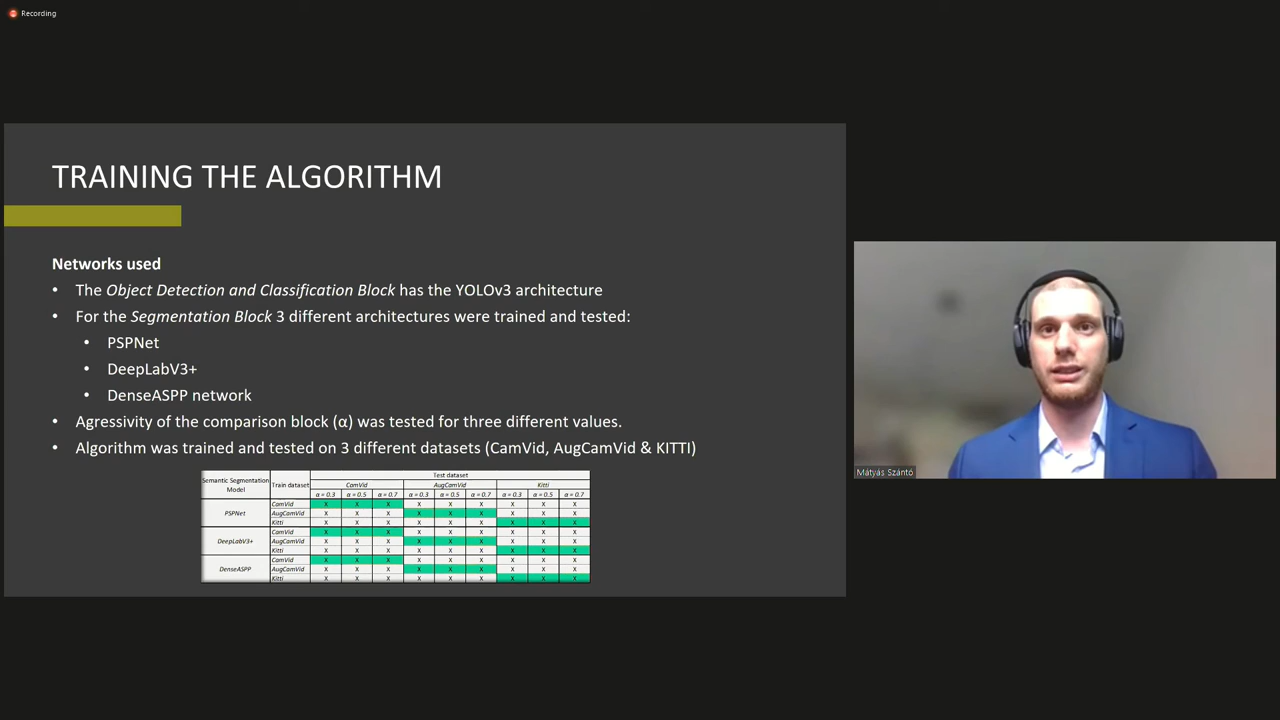 Recording
TRAINING THE ALGORITHM
Networks used
• The Object Detection and Classification Block has the YOLOv3 architecture
• For the Segmentation Block 3 different architectures were trained and tested:
• PSPNet
• DeepLabV3+
• DenseASPP network
• Agressivity of the comparison block (α) was tested for three different values.
• Algorithm was trained and tested on 3 different datasets (CamVid, AugCamVid & KITTI)
Semantic Segmentation Model Train dataset Test dataset
CamVid AugCamVid Kitti
α = 0.3 α = 0.5 α = 0.7 α = 0.3 α = 0.5 α = 0.7 α = 0.3 α = 0.5 α = 0.7
PSPNet CamVid X X X X X X X X X
AugCamVid X X X X X X X X X
Kitti X X X X X X X X X
DeepLabV3+ CamVid X X X X X X X X X
AugCamVid X X X X X X X X X
Kitti X X X X X X X X X
DenseASPP CamVid X X X X X X X X X
AugCamVid X X X X X X X X X
Kitti X X X X X X X X X
Mátyás Szántó